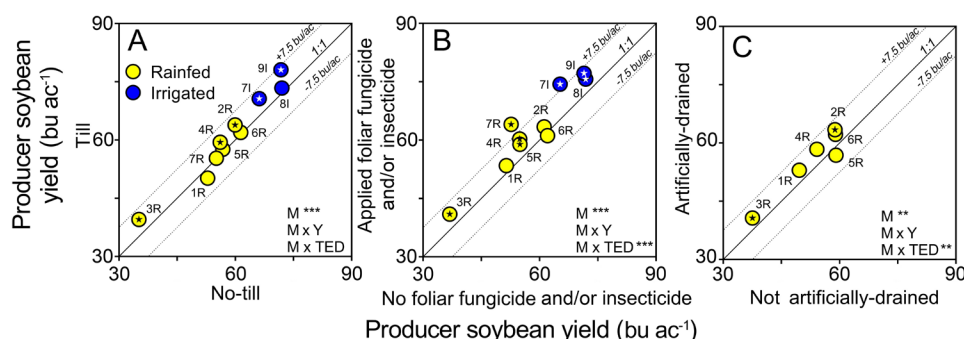 Producer soybean
yield (bu ac-1)
Till
90
60
30
A
Rainfed
Irrigated
+7.5 bu/ac
1:1
-7.5 bu/ac
9I
7I
8I
2R
4R
6R
7R
5R
1R
3R
M ***
M x Y
M x TED
30
60
90
No-till
Applied foliar fungicide
and/or insecticide
90
60
30
B
+7.5 bu/ac
1:1
-7.5 bu/ac
9I
7I
8I
2R
7R
4R
6R
5R
1R
3R
M ***
M x Y
M x TED ***
30
60
90
No foliar fungicide and/or insecticide
Artificially-drained
90
60
30
C
+7.5 bu/ac
1:1
-7.5 bu/ac
2R
4R
6R
5R
1R
3R
M **
M x Y
M x TED **
30
60
90
Not artificially-drained
Producer soybean yield (bu ac-1)